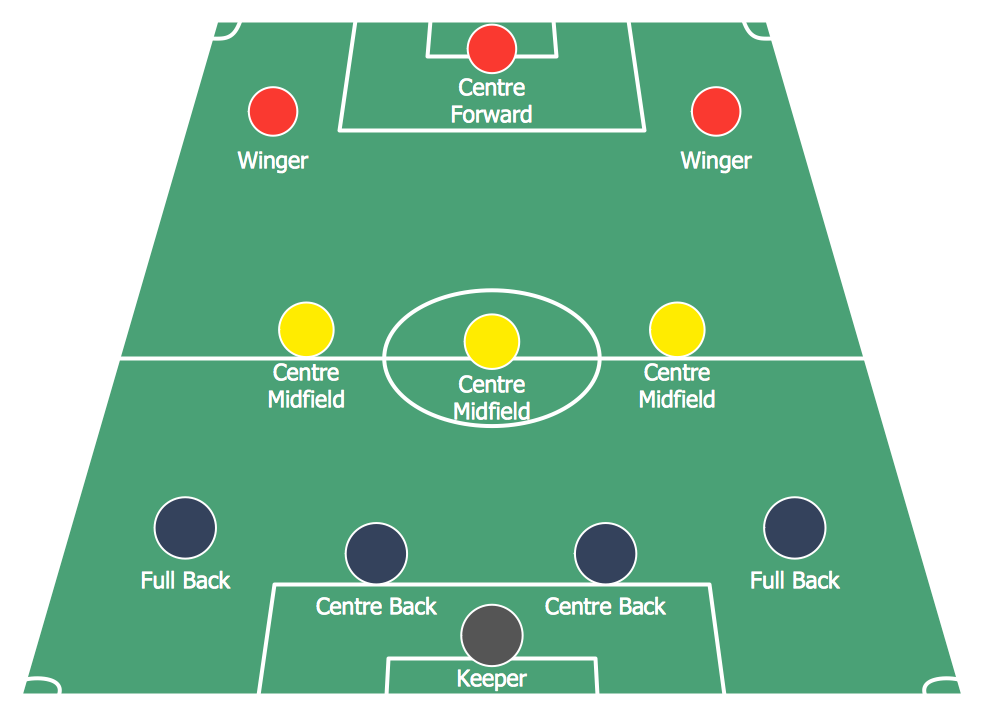 Centre
Forward
Winger
Winger
Centre
Midfield
Centre
Midfield
Centre
Midfield
Full Back
Full Back
Centre Back
Centre Back
Keeper